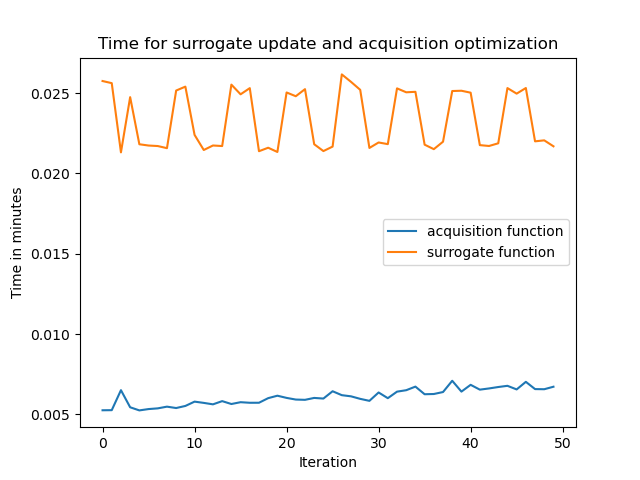 Time for surrogate update and acquisition optimization
0.025
0.020
0.015
0.010
0.005
Time in minutes
acquisition function
surrogate function
0 10 20 30 40 50
Iteration